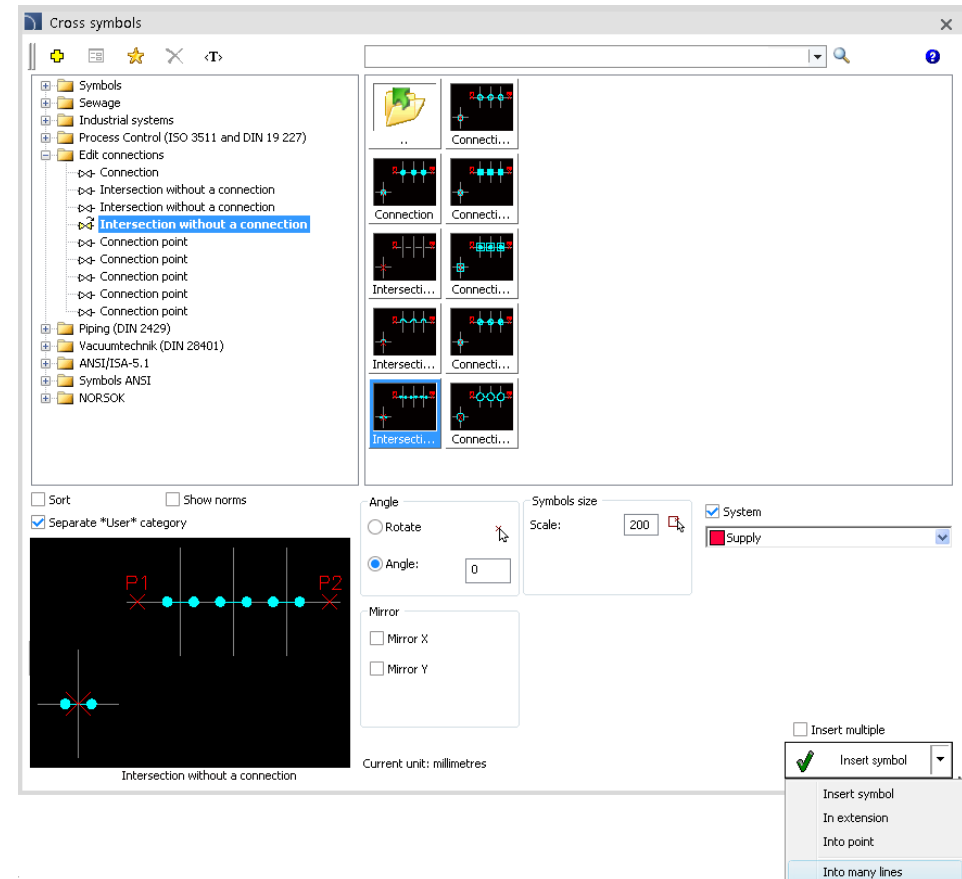 Cross symbols
<T>
Symbols
Sewage
Industrial systems
Process Control (ISO 3511 and DIN 19 227)
Edit connections
Connection
Intersection without a connection
Intersection without a connection
Intersection without a connection
Connection point
Connection point
Connection point
Connection point
Connection point
Piping (DIN 2429)
Vacuumtechnik (DIN 28401)
ANSI/ISA-5.1
Symbols ANSI
NORSOK
..
Connecti...
Connection
Connecti...
Intersecti...
Connecti...
Intersecti...
Connecti...
Intersecti...
Connecti...
Sort
Show norms
Separate *User* category
P1
P2
Intersection without a connection
Angle
Rotate
Angle:
0
Mirror
Mirror X
Mirror Y
Current unit: millimetres
Symbols size
Scale:
200
System
Supply
Insert multiple
Insert symbol
Insert symbol
In extension
Into point
Into many lines